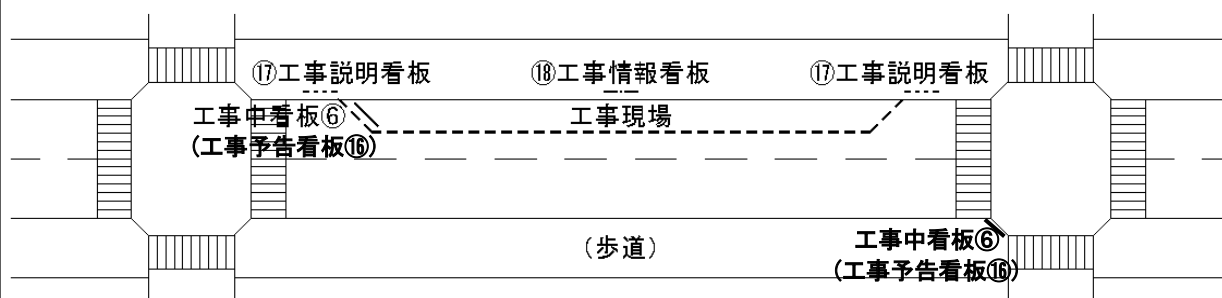 ⑰工事説明看板
⑱工事情報看板
⑰工事説明看板
工事中看板⑥
(工事予告看板⑯)
工事現場
(歩道)
工事中看板⑥
(工事予告看板⑯)